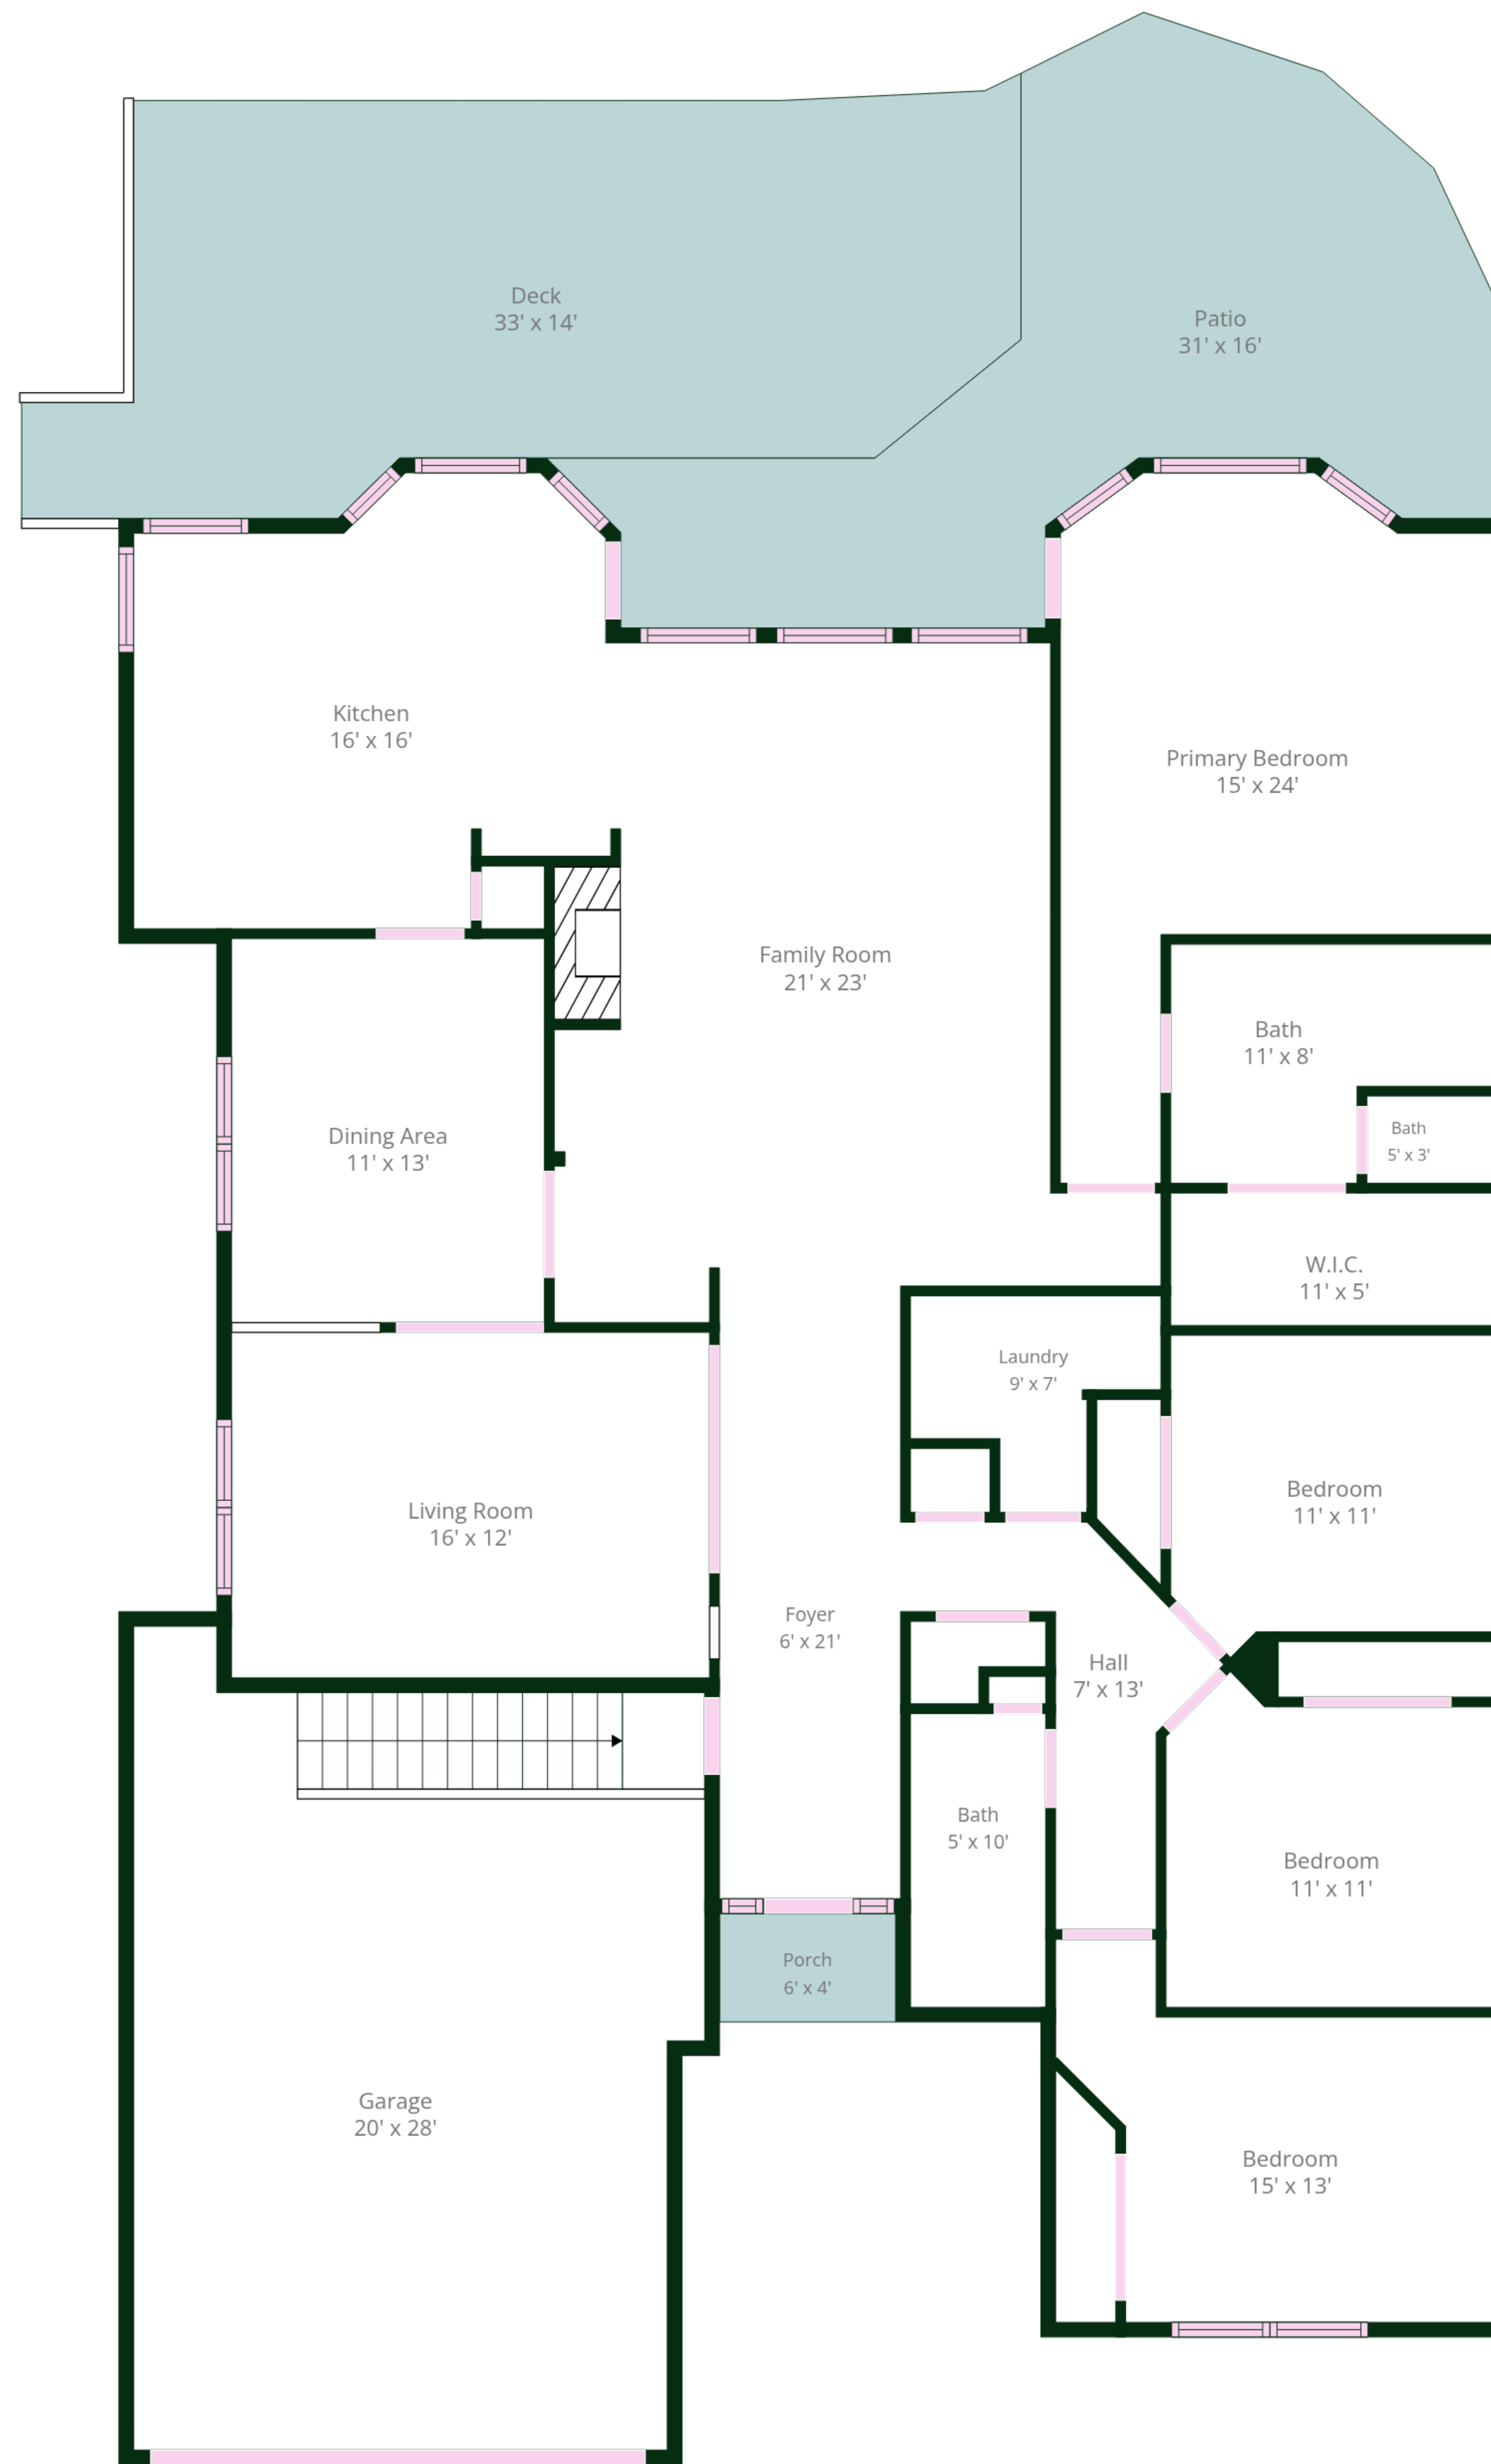 Deck
33' x 14'
Patio
31' x 16'
Kitchen
16' x 16'
Primary Bedroom
15' x 24'
Family Room
21' x 23'
Bath
11' x 8'
Bath
5' x 3'
Dining Area
11' x 13'
W.I.C.
11' x 5'
Laundry
9' x 7'
Bedroom
11' x 11'
Living Room
16' x 12'
Foyer
6' x 21'
Hall
7' x 13'
Bath
5' x 10'
Bedroom
11' x 11'
Porch
6' x 4'
Garage
20' x 28'
Bedroom
15' x 13'